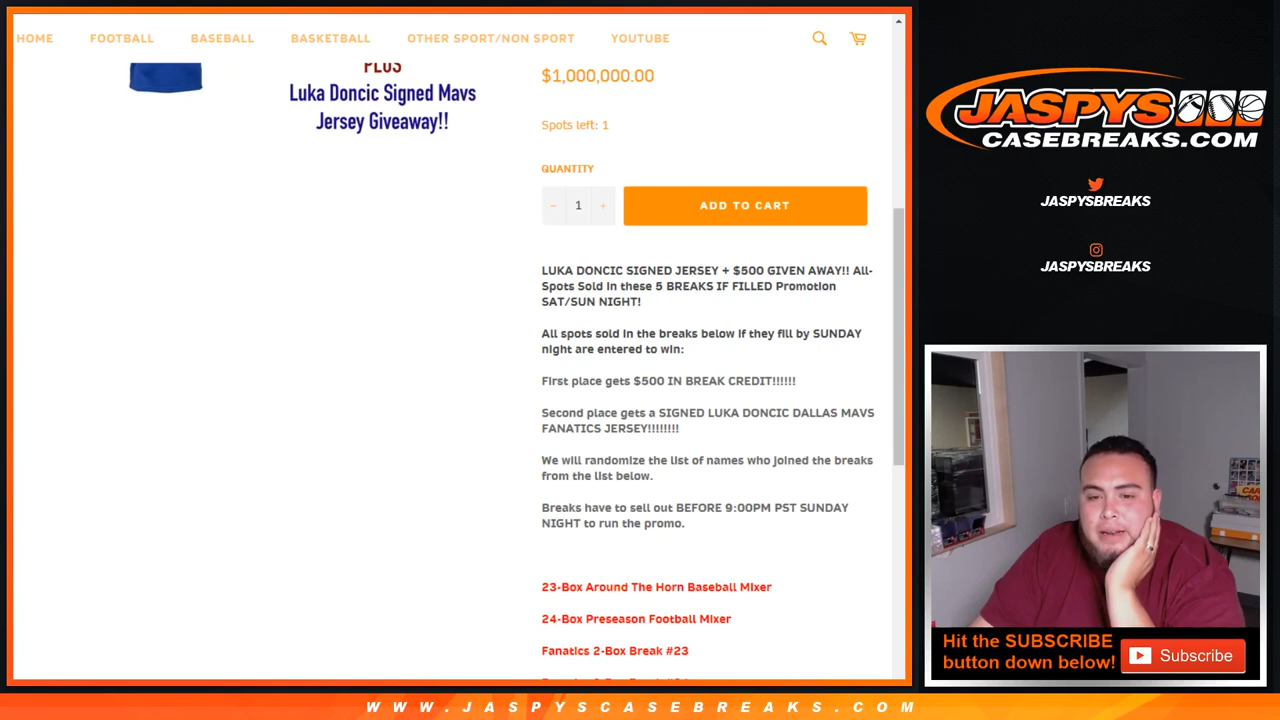 HOME FOOTBALL BASEBALL BASKETBALL OTHER SPORT/NON SPORT YOUTUBE
PLUS
Luka Doncic Signed Mavs
Jersey Giveaway!!
$1,000,000.00
Spots left: 1
QUANTITY
− 1 +
ADD TO CART
LUKA DONCIC SIGNED JERSEY + $500 GIVEN AWAY!! All-
Spots Sold in these 5 BREAKS IF FILLED Promotion
SAT/SUN NIGHT!
All spots sold in the breaks below if they fill by SUNDAY
night are entered to win:
First place gets $500 IN BREAK CREDIT!!!!!!
Second place gets a SIGNED LUKA DONCIC DALLAS MAVS
FANATICS JERSEY!!!!!!!!
We will randomize the list of names who joined the breaks
from the list below.
Breaks have to sell out BEFORE 9:00PM PST SUNDAY
NIGHT to run the promo.
23-Box Around The Horn Baseball Mixer
24-Box Preseason Football Mixer
Fanatics 2-Box Break #23
JASPYS
CASEBREAKS.COM
JASPYSBREAKS
JASPYSBREAKS
Hit the SUBSCRIBE
button down below!
Subscribe
WWW.JASPYSCASEBREAKS.COM